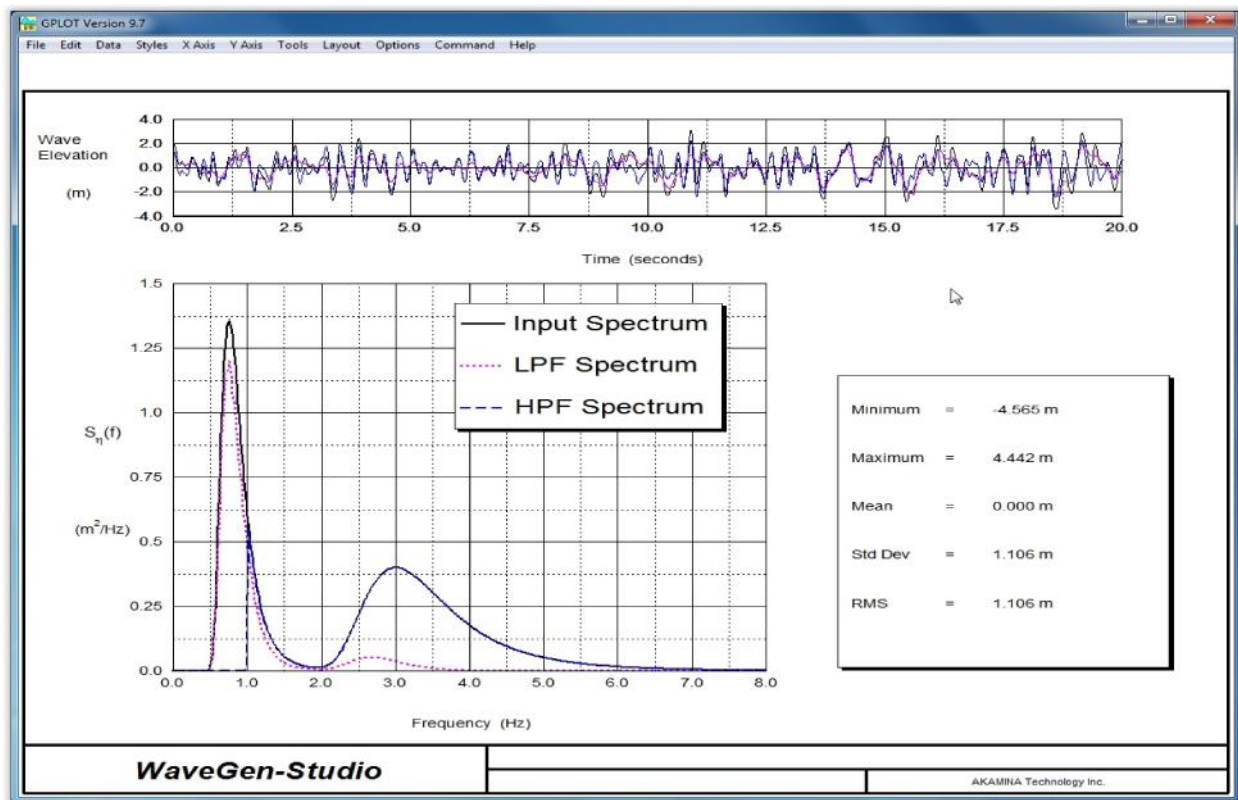 GPLOT Version 9.7
File Edit Data Styles X Axis Y Axis Tools Layout Options Command Help
Wave
Elevation
(m)
4.0
2.0
0.0
-2.0
-4.0
0.0 2.5 5.0 7.5 10.0 12.5 15.0 17.5 20.0
Time (seconds)
1.5
1.25
1.0
0.75
0.5
0.25
0.0
Sη(f)
(m²/Hz)
Input Spectrum
LPF Spectrum
HPF Spectrum
0.0 1.0 2.0 3.0 4.0 5.0 6.0 7.0 8.0
Frequency (Hz)
Minimum = -4.565 m
Maximum = 4.442 m
Mean = 0.000 m
Std Dev = 1.106 m
RMS = 1.106 m
WaveGen-Studio
AKAMINA Technology Inc.